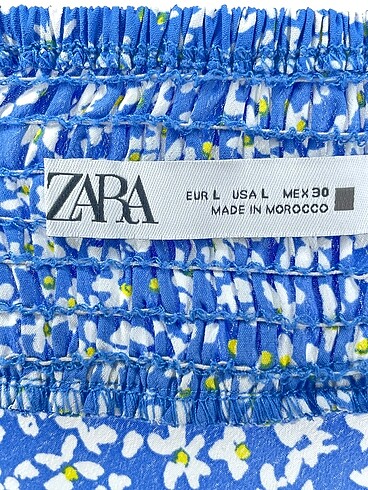 ZARA
EUR L USA L MEX 30
MADE IN MOROCCO